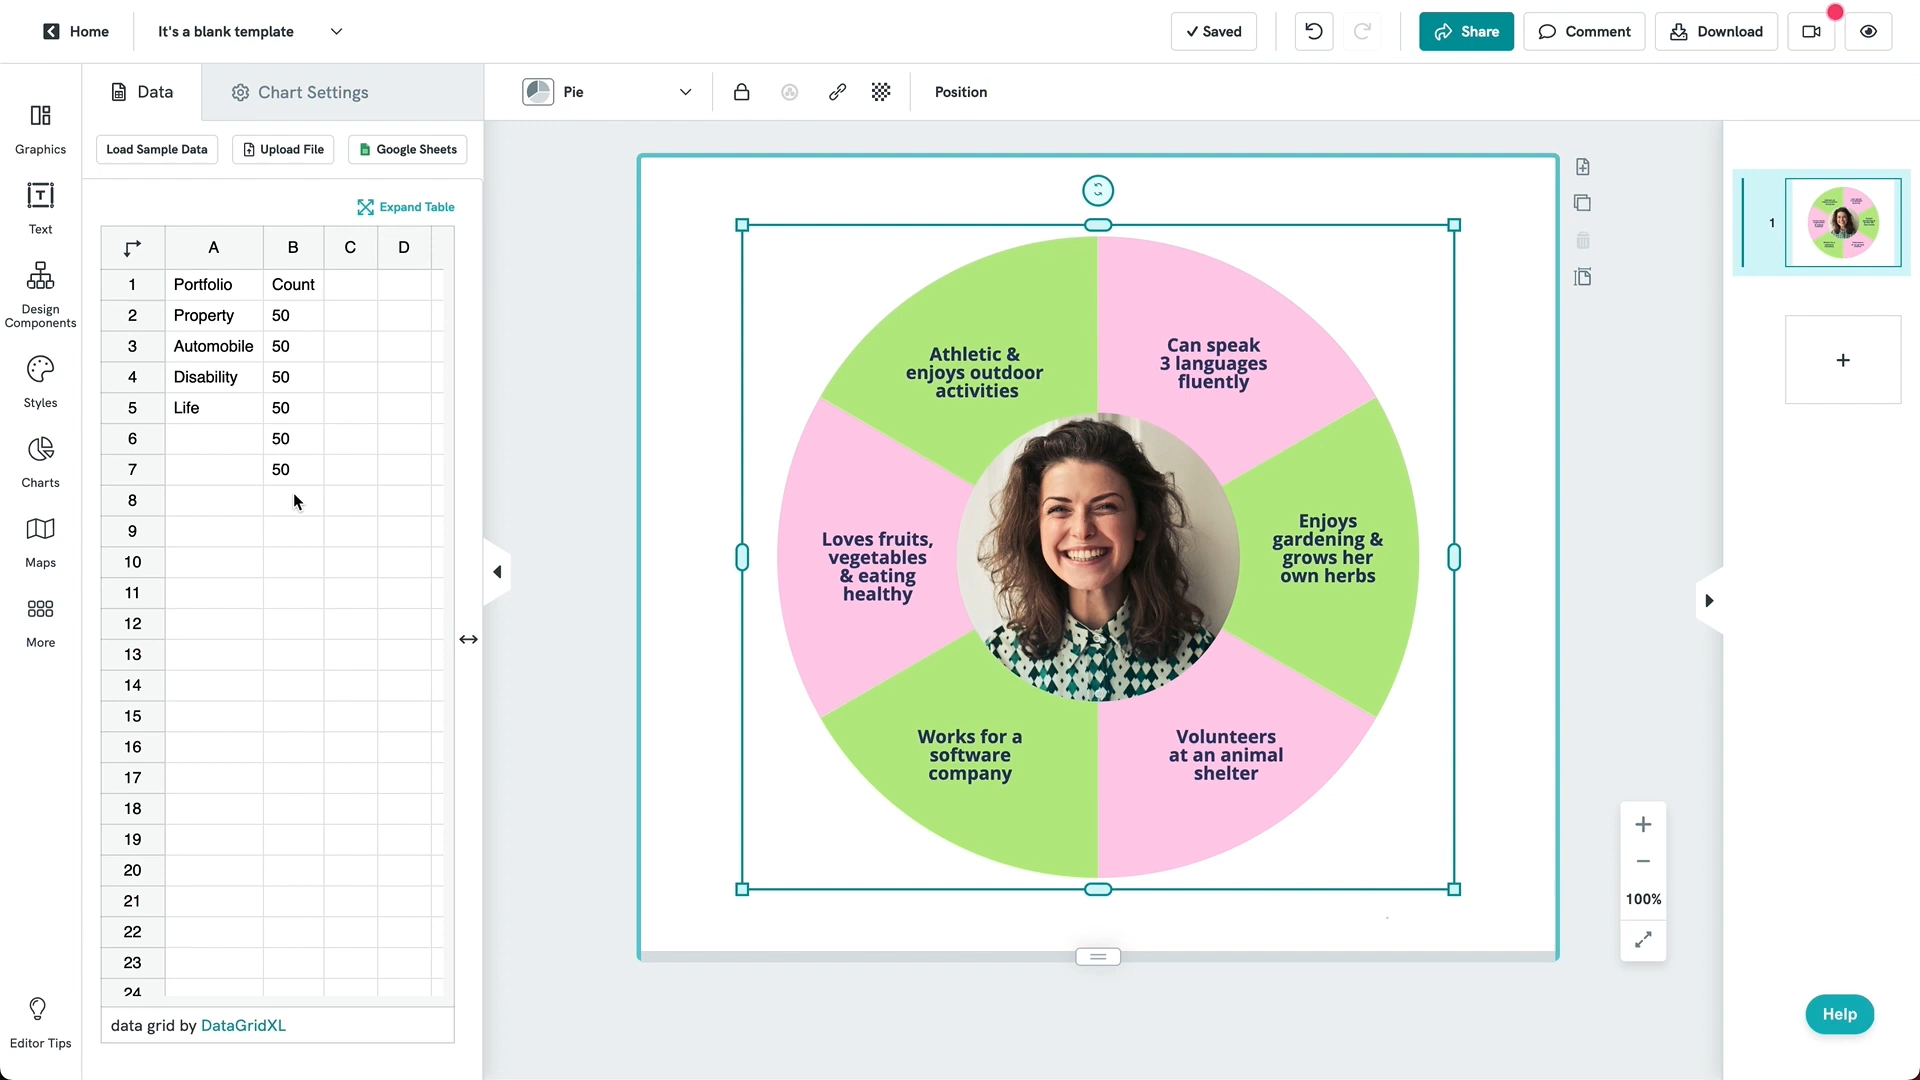 Home
It's a blank template
✓ Saved
Share
Comment
Download
Data
Chart Settings
Pie
Position
Graphics
Text
Design
Components
Styles
Charts
Maps
More
Editor Tips
Load Sample Data
Upload File
Google Sheets
Expand Table
A B C D
1 Portfolio Count
2 Property 50
3 Automobile 50
4 Disability 50
5 Life 50
6 50
7 50
8
9
10
11
12
13
14
15
16
17
18
19
20
21
22
23
24
data grid by DataGridXL
Athletic &
enjoys outdoor
activities
Can speak
3 languages
fluently
Loves fruits,
vegetables
& eating
healthy
Enjoys
gardening &
grows her
own herbs
Works for a
software
company
Volunteers
at an animal
shelter
1
+
+
−
100%
Help